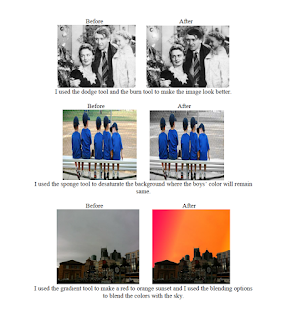 Before After
I used the dodge tool and the burn tool to make the image look better.
Before After
I used the sponge tool to desaturate the background where the boys' color will remain
same.
Before After
I used the gradient tool to make a red to orange sunset and I used the blending options
to blend the colors with the sky.